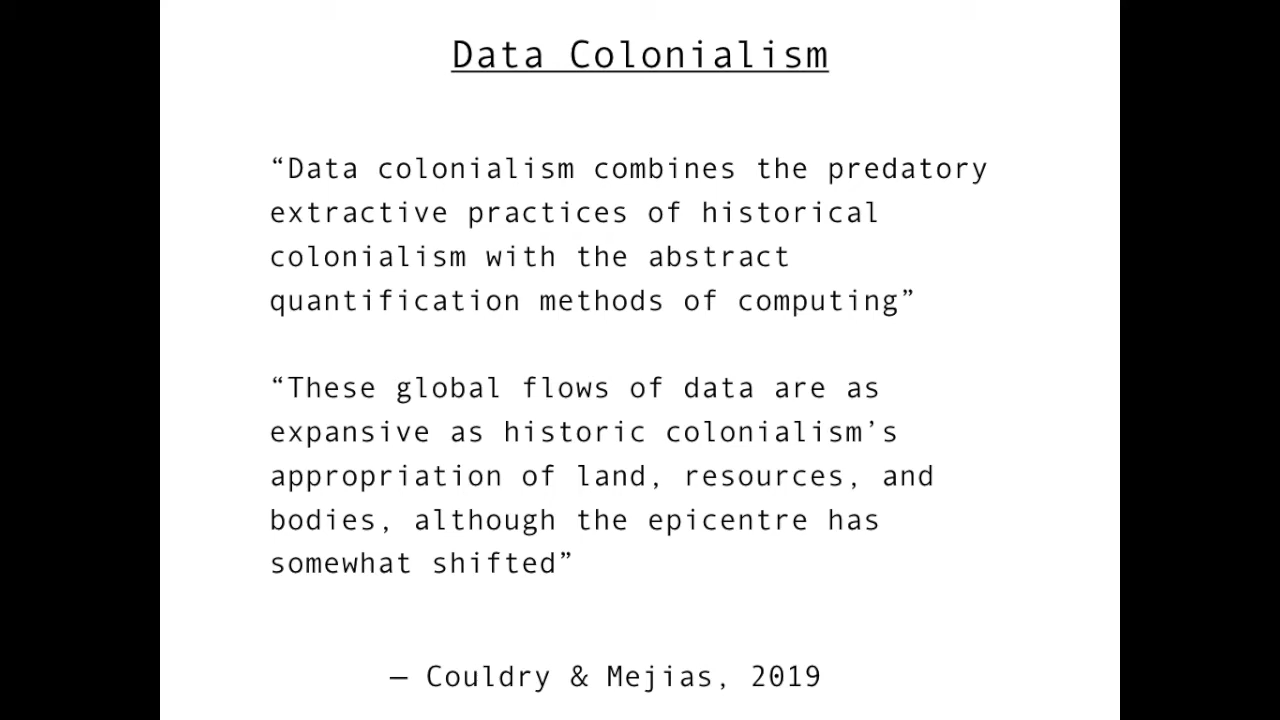 Data Colonialism
“Data colonialism combines the predatory
extractive practices of historical
colonialism with the abstract
quantification methods of computing”
“These global flows of data are as
expansive as historic colonialism’s
appropriation of land, resources, and
bodies, although the epicentre has
somewhat shifted”
— Couldry & Mejias, 2019